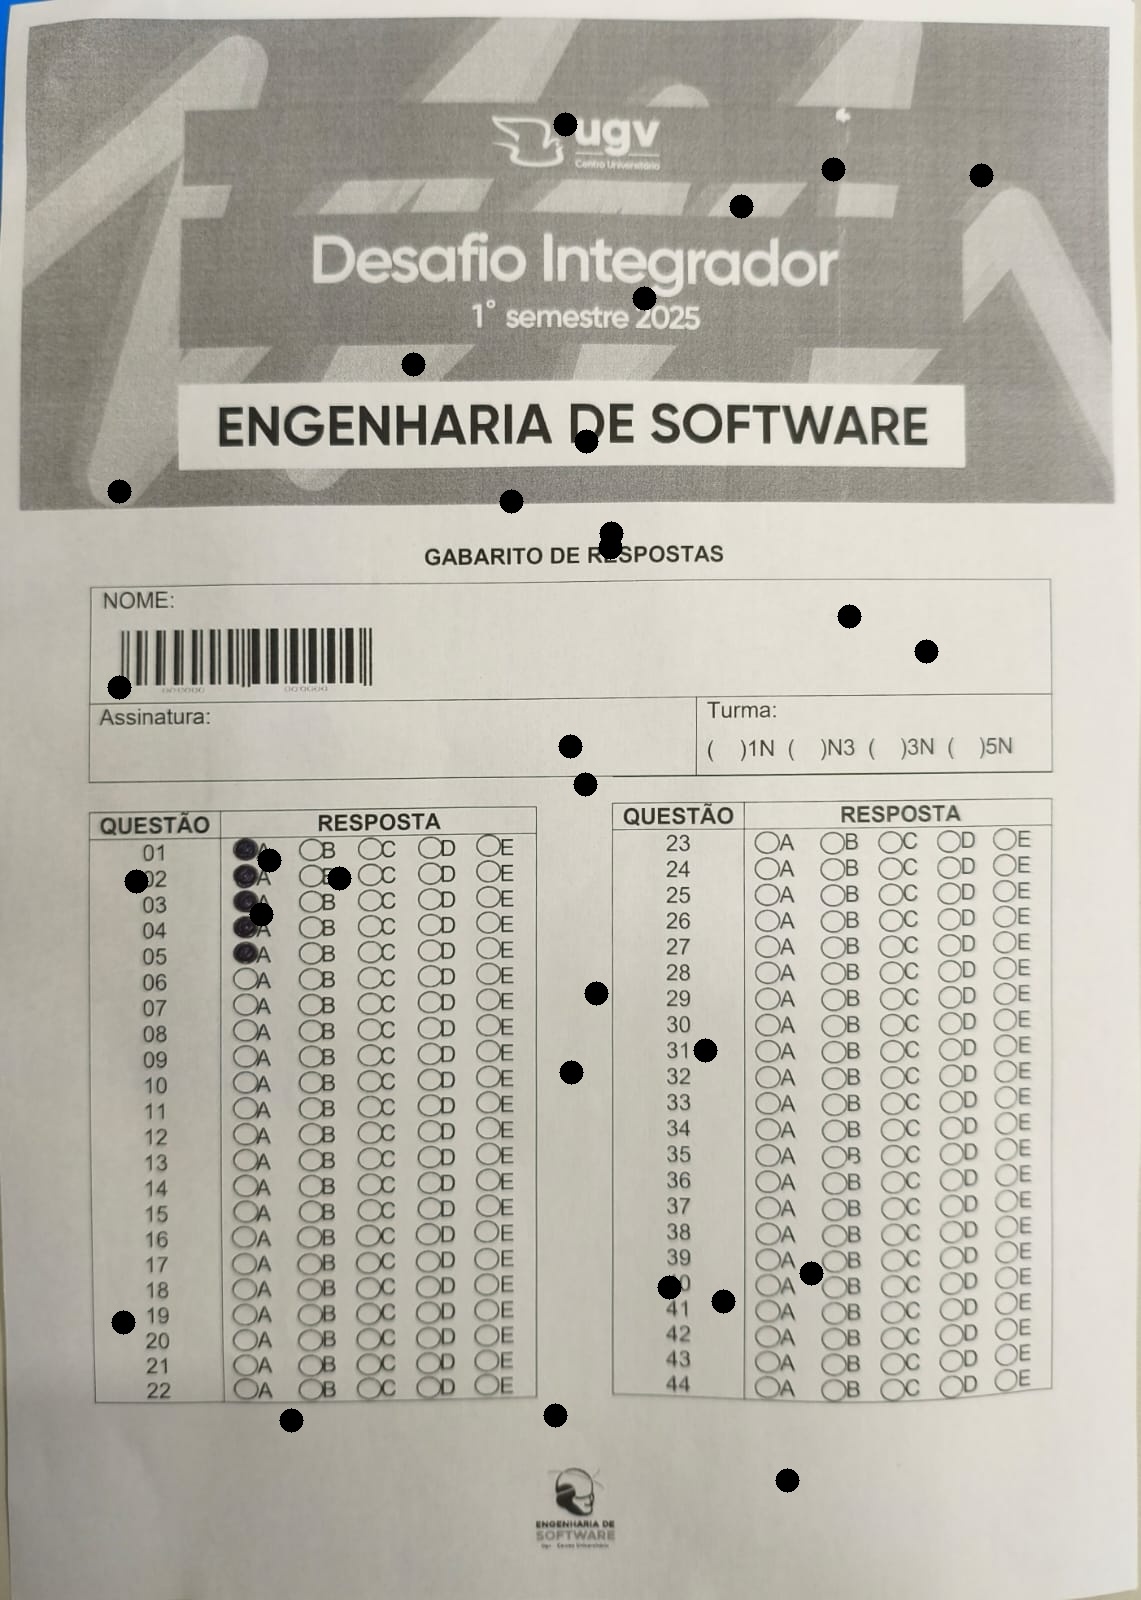 ugv
Centro Universitário
Desafio Integrador
1° semestre 2025
ENGENHARIA DE SOFTWARE
GABARITO DE RESPOSTAS
NOME:
Assinatura:
Turma:
( )1N ( )N3 ( )3N ( )5N
QUESTÃO RESPOSTA
01 A B C D E
02 A B C D E
03 A B C D E
04 A B C D E
05 A B C D E
06 A B C D E
07 A B C D E
08 A B C D E
09 A B C D E
10 A B C D E
11 A B C D E
12 A B C D E
13 A B C D E
14 A B C D E
15 A B C D E
16 A B C D E
17 A B C D E
18 A B C D E
19 A B C D E
20 A B C D E
21 A B C D E
22 A B C D E
QUESTÃO RESPOSTA
23 A B C D E
24 A B C D E
25 A B C D E
26 A B C D E
27 A B C D E
28 A B C D E
29 A B C D E
30 A B C D E
31 A B C D E
32 A B C D E
33 A B C D E
34 A B C D E
35 A B C D E
36 A B C D E
37 A B C D E
38 A B C D E
39 A B C D E
40 A B C D E
41 A B C D E
42 A B C D E
43 A B C D E
44 A B C D E
ENGENHARIA DE
SOFTWARE